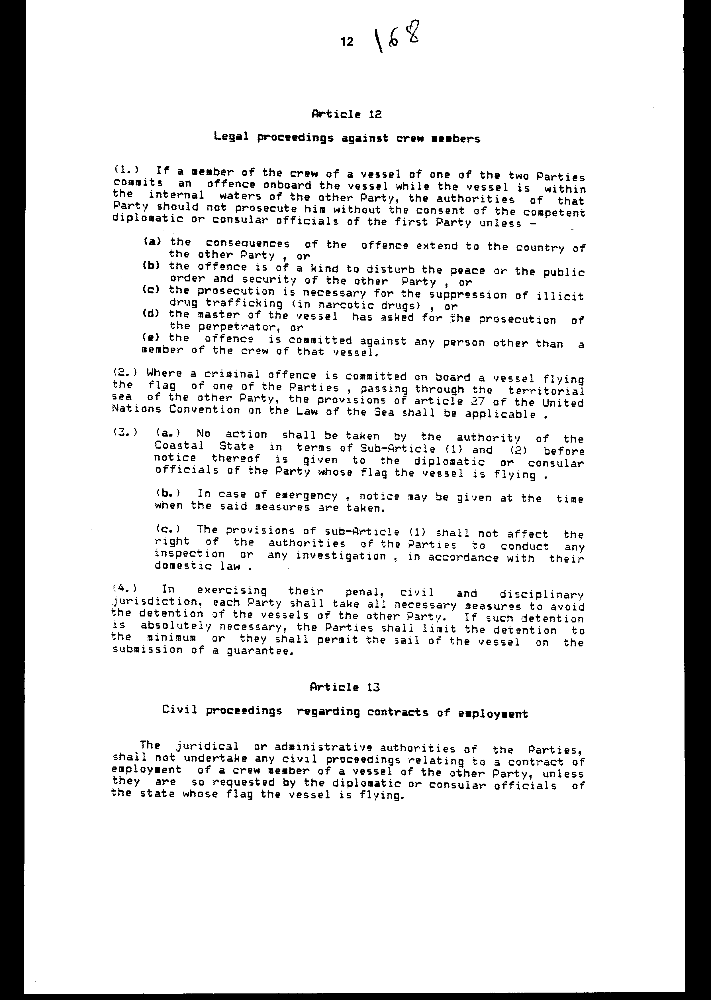 12 168
Article 12
Legal proceedings against crew members
(1.) If a member of the crew of a vessel of one of the two Parties
commits an offence onboard the vessel while the vessel is within
the internal waters of the other Party, the authorities of that
Party should not prosecute him without the consent of the competent
diplomatic or consular officials of the first Party unless -
(a) the consequences of the offence extend to the country of
the other Party , or
(b) the offence is of a kind to disturb the peace or the public
order and security of the other Party , or
(c) the prosecution is necessary for the suppression of illicit
drug trafficking (in narcotic drugs) , or
(d) the master of the vessel has asked for the prosecution of
the perpetrator, or
(e) the offence is committed against any person other than a
member of the crew of that vessel.
(2.) Where a criminal offence is committed on board a vessel flying
the flag of one of the Parties , passing through the territorial
sea of the other Party, the provisions of article 27 of the United
Nations Convention on the Law of the Sea shall be applicable .
(3.) (a.) No action shall be taken by the authority of the
Coastal State in terms of Sub-Article (1) and (2) before
notice thereof is given to the diplomatic or consular
officials of the Party whose flag the vessel is flying .
(b.) In case of emergency , notice may be given at the time
when the said measures are taken.
(c.) The provisions of sub-Article (1) shall not affect the
right of the authorities of the Parties to conduct any
inspection or any investigation , in accordance with their
domestic law .
(4.) In exercising their penal, civil and disciplinary
jurisdiction, each Party shall take all necessary measures to avoid
the detention of the vessels of the other Party. If such detention
is absolutely necessary, the Parties shall limit the detention to
the minimum or they shall permit the sail of the vessel on the
submission of a guarantee.
Article 13
Civil proceedings regarding contracts of employment
The juridical or administrative authorities of the Parties,
shall not undertake any civil proceedings relating to a contract of
employment of a crew member of a vessel of the other Party, unless
they are so requested by the diplomatic or consular officials of
the state whose flag the vessel is flying.